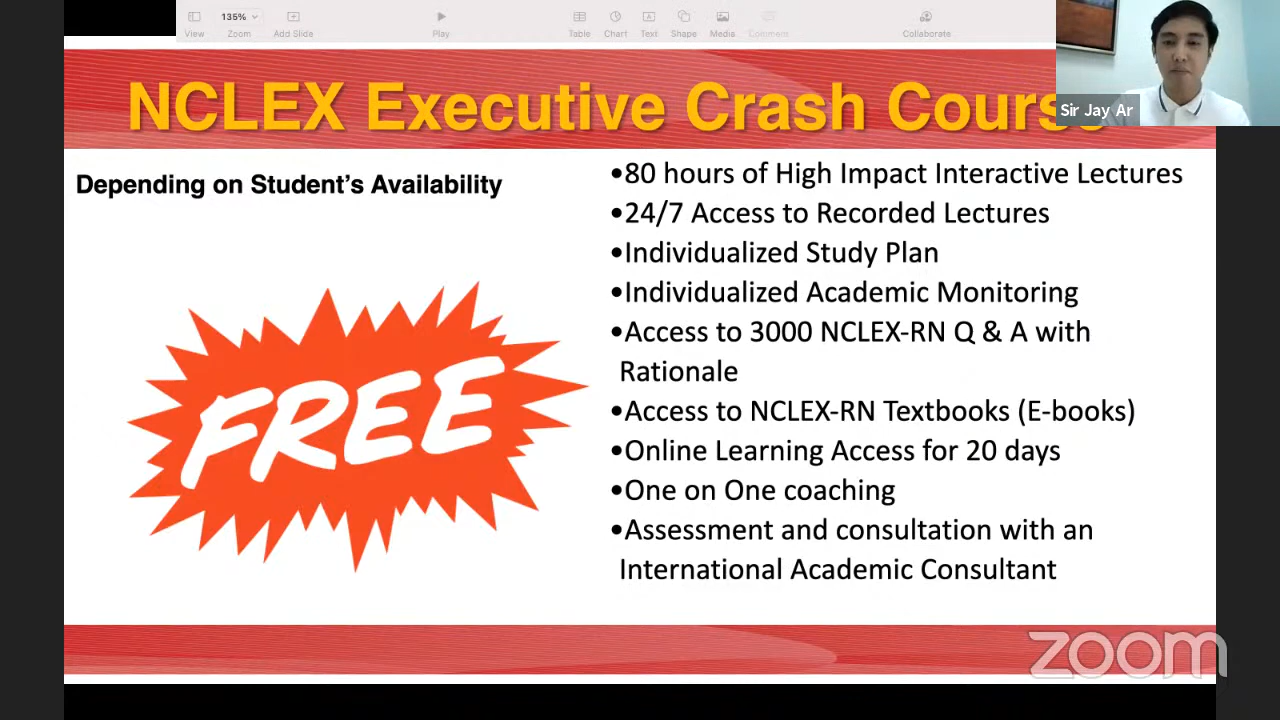 135%
View
Zoom
Add Slide
Play
Table
Chart
Text
Shape
Media
Comment
Collaborate
NCLEX Executive Crash Course
Sir Jay Ar
Depending on Student's Availability
FREE
•80 hours of High Impact Interactive Lectures
•24/7 Access to Recorded Lectures
•Individualized Study Plan
•Individualized Academic Monitoring
•Access to 3000 NCLEX-RN Q & A with
Rationale
•Access to NCLEX-RN Textbooks (E-books)
•Online Learning Access for 20 days
•One on One coaching
•Assessment and consultation with an
International Academic Consultant
zoom